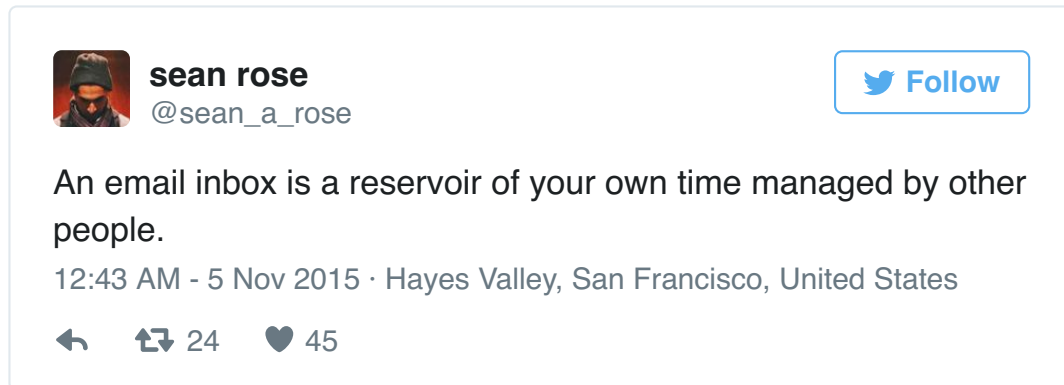 sean rose
@sean_a_rose
Follow
An email inbox is a reservoir of your own time managed by other
people.
12:43 AM - 5 Nov 2015 · Hayes Valley, San Francisco, United States
24 45